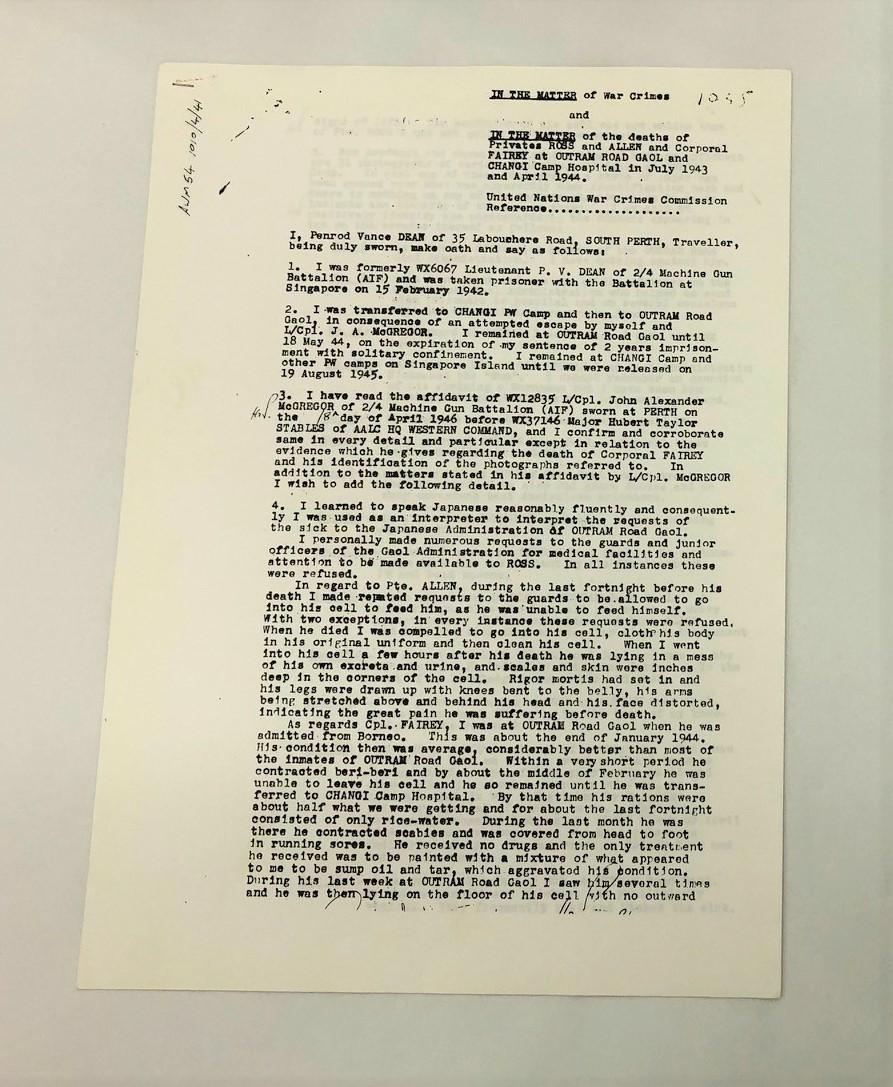 AWM54 1010/4/41
IN THE MATTER of War Crimes
and
IN THE MATTER of the deaths of
Privates ROSS and ALLEN and Corporal
FAIREY at OUTRAM ROAD GAOL and
CHANGI Camp Hospital in July 1943
and April 1944.
United Nations War Crimes Commission
Reference.....................
I, Penrod Vance DEAN of 35 Labouchere Road, SOUTH PERTH, Traveller,
being duly sworn, make oath and say as follows:
1. I was formerly WX6067 Lieutenant P. V. DEAN of 2/4 Machine Gun
Battalion (AIF) and was taken prisoner with the Battalion at
Singapore on 15 February 1942.
2. I was transferred to CHANGI PW Camp and then to OUTRAM Road
Gaol, in consequence of an attempted escape by myself and
L/Cpl. J. A. McGREGOR. I remained at OUTRAM Road Gaol until
18 May 44, on the expiration of my sentence of 2 years imprison-
ment with solitary confinement. I remained at CHANGI Camp and
other PW camps on Singapore Island until we were released on
19 August 1945.
3. I have read the affidavit of WX12835 L/Cpl. John Alexander
McGREGOR of 2/4 Machine Gun Battalion (AIF) sworn at PERTH on
the 18 day of April 1946 before WX37146 Major Hubert Taylor
STABLES of AALC HQ WESTERN COMMAND, and I confirm and corroborate
same in every detail and particular except in relation to the
evidence which he gives regarding the death of Corporal FAIREY
and his identification of the photographs referred to. In
addition to the matters stated in his affidavit by L/Cpl. McGREGOR
I wish to add the following detail.
4. I learned to speak Japanese reasonably fluently and consequent-
ly I was used as an interpreter to interpret the requests of
the sick to the Japanese Administration of OUTRAM Road Gaol.
I personally made numerous requests to the guards and junior
officers of the Gaol Administration for medical facilities and
attention to be made available to ROSS. In all instances these
were refused.
In regard to Pte. ALLEN, during the last fortnight before his
death I made repated requests to the guards to be allowed to go
into his cell to feed him, as he was unable to feed himself.
With two exceptions, in every instance these requests were refused.
When he died I was compelled to go into his cell, cloth his body
in his original uniform and then clean his cell. When I went
into his cell a few hours after his death he was lying in a mess
of his own excreta and urine, and scales and skin were inches
deep in the corners of the cell. Rigor mortis had set in and
his legs were drawn up with knees bent to the belly, his arms
being stretched above and behind his head and his face distorted,
indicating the great pain he was suffering before death.
As regards Cpl. FAIREY, I was at OUTRAM Road Gaol when he was
admitted from Borneo. This was about the end of January 1944.
His condition then was average, considerably better than most of
the inmates of OUTRAM Road Gaol. Within a very short period he
contracted beri-beri and by about the middle of February he was
unable to leave his cell and he so remained until he was trans-
ferred to CHANGI Camp Hospital. By that time his rations were
about half what we were getting and for about the last fortnight
consisted of only rice-water. During the last month he was
there he contracted scabies and was covered from head to foot
in running sores. He received no drugs and the only treatment
he received was to be painted with a mixture of what appeared
to me to be sump oil and tar, which aggravated his condition.
During his last week at OUTRAM Road Gaol I saw him several times
and he was then lying on the floor of his cell with no outward